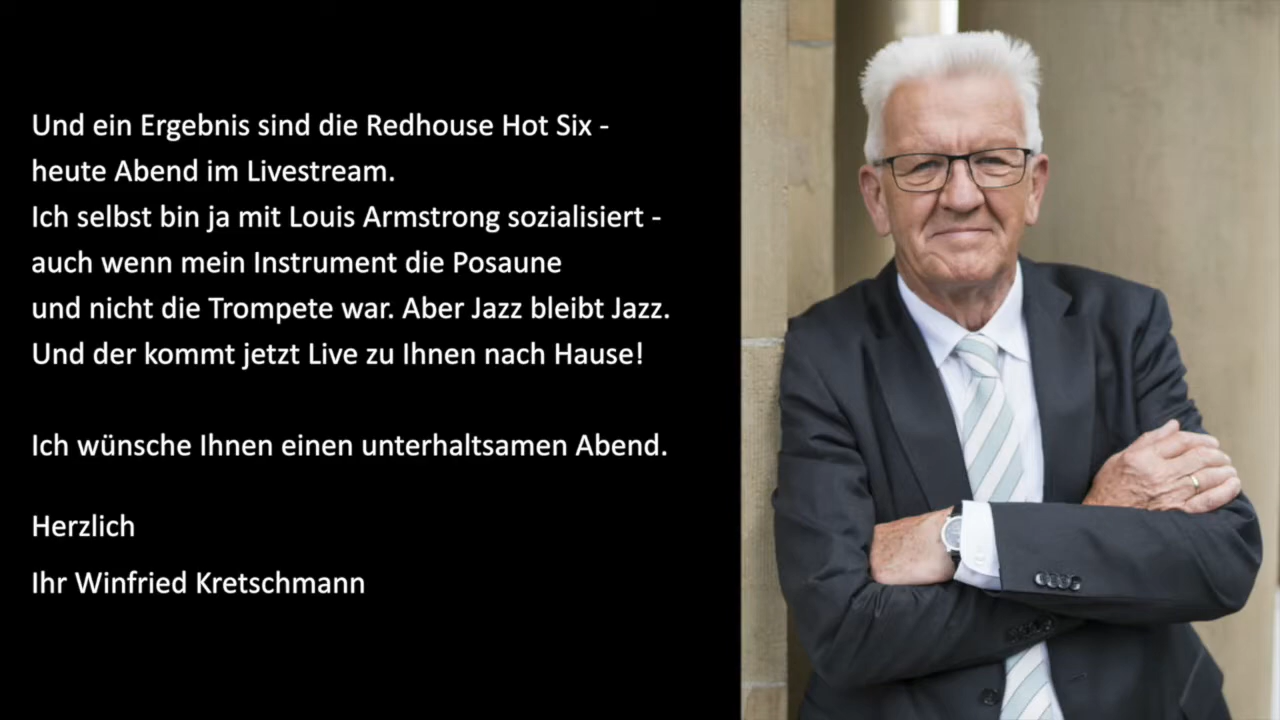 Und ein Ergebnis sind die Redhouse Hot Six -
heute Abend im Livestream.
Ich selbst bin ja mit Louis Armstrong sozialisiert -
auch wenn mein Instrument die Posaune
und nicht die Trompete war. Aber Jazz bleibt Jazz.
Und der kommt jetzt Live zu Ihnen nach Hause!
Ich wünsche Ihnen einen unterhaltsamen Abend.
Herzlich
Ihr Winfried Kretschmann